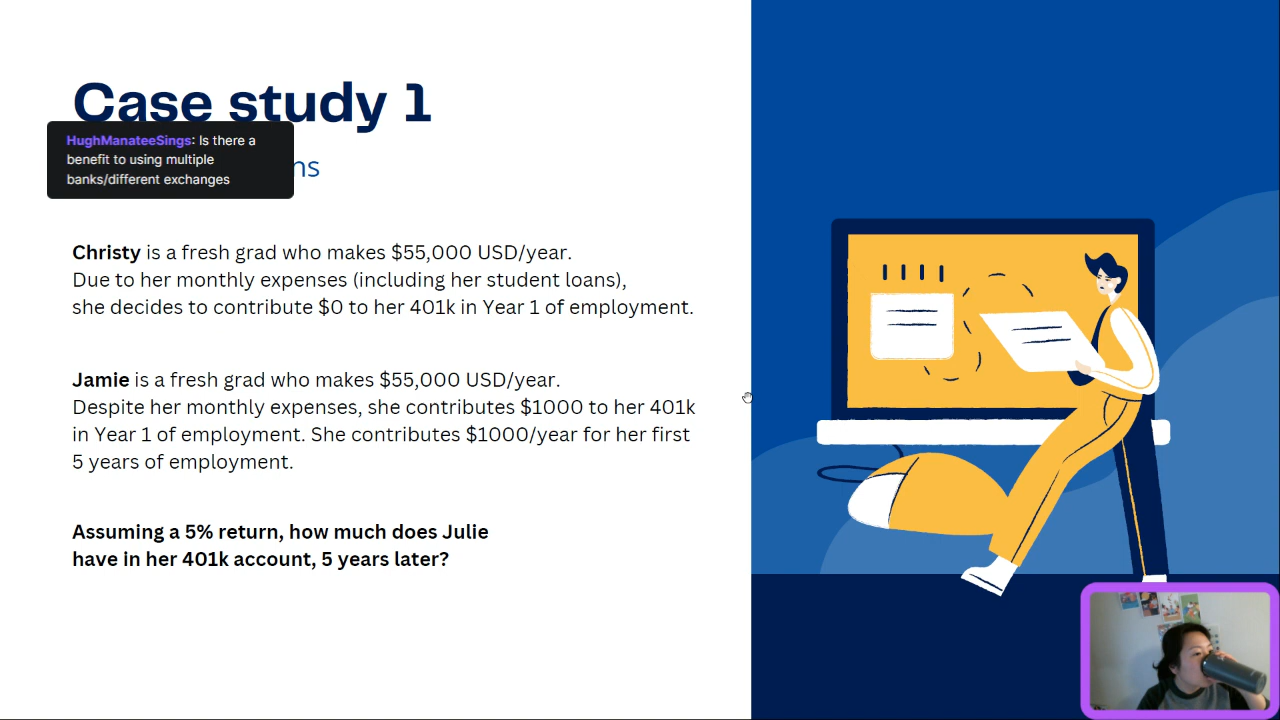 Case study 1
HughManateeSings: Is there a
benefit to using multiple
banks/different exchanges
ns
Christy is a fresh grad who makes $55,000 USD/year.
Due to her monthly expenses (including her student loans),
she decides to contribute $0 to her 401k in Year 1 of employment.
Jamie is a fresh grad who makes $55,000 USD/year.
Despite her monthly expenses, she contributes $1000 to her 401k
in Year 1 of employment. She contributes $1000/year for her first
5 years of employment.
Assuming a 5% return, how much does Julie
have in her 401k account, 5 years later?